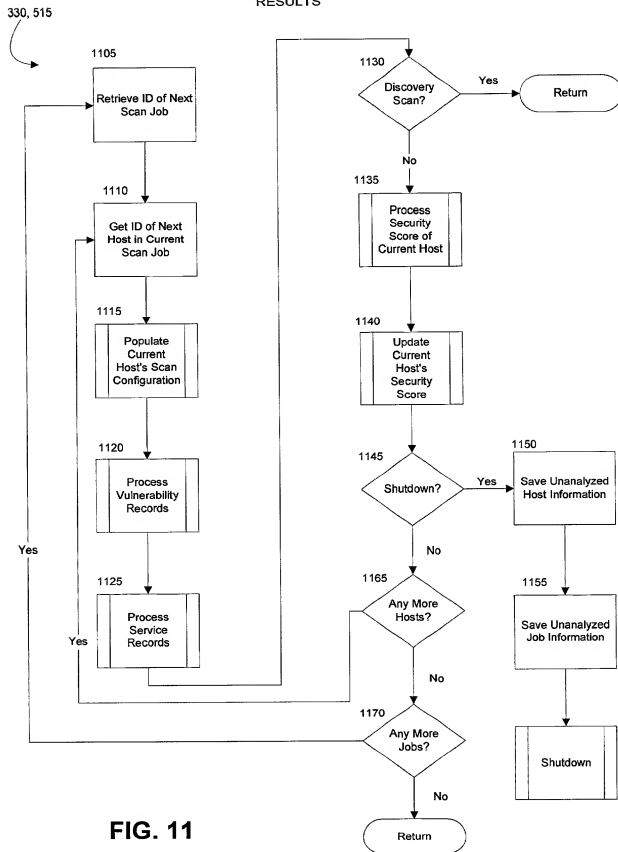 RESULTS
330, 515
1105
Retrieve ID of Next
Scan Job
1110
Get ID of Next
Host in Current
Scan Job
1115
Populate
Current
Host's Scan
Configuration
1120
Process
Vulnerability
Records
1125
Process
Service
Records
Yes
Yes
1130
Discovery
Scan?
Yes
Return
No
1135
Process
Security
Score of
Current Host
1140
Update
Current
Host's
Security
Score
1145
Shutdown?
Yes
1150
Save Unanalyzed
Host Information
1155
Save Unanalyzed
Job Information
Shutdown
No
1165
Any More
Hosts?
No
1170
Any More
Jobs?
No
Return
FIG. 11